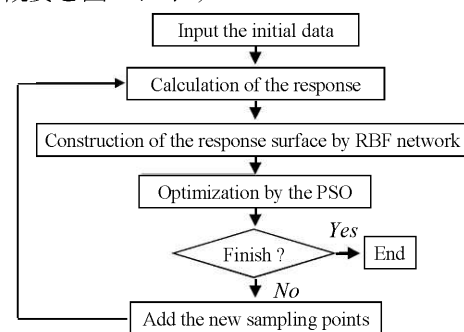 Input the initial data
Calculation of the response
Construction of the response surface by RBF network
Optimization by the PSO
Yes
Finish ?
End
No
Add the new sampling points